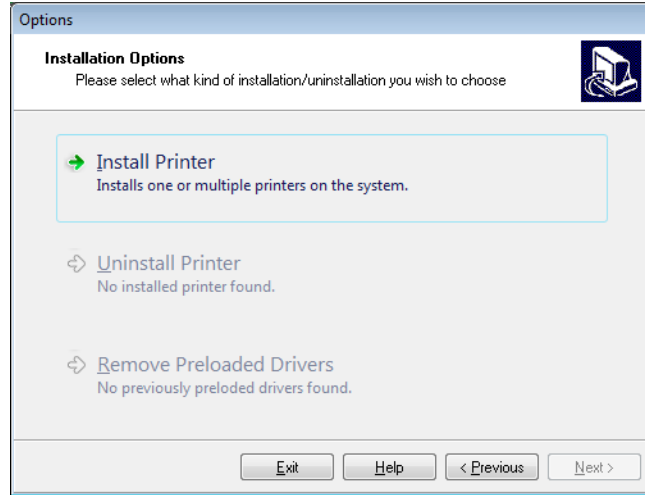 Options
Installation Options
Please select what kind of installation/uninstallation you wish to choose
Install Printer
Installs one or multiple printers on the system.
Uninstall Printer
No installed printer found.
Remove Preloaded Drivers
No previously preloded drivers found.
Exit
Help
< Previous
Next >